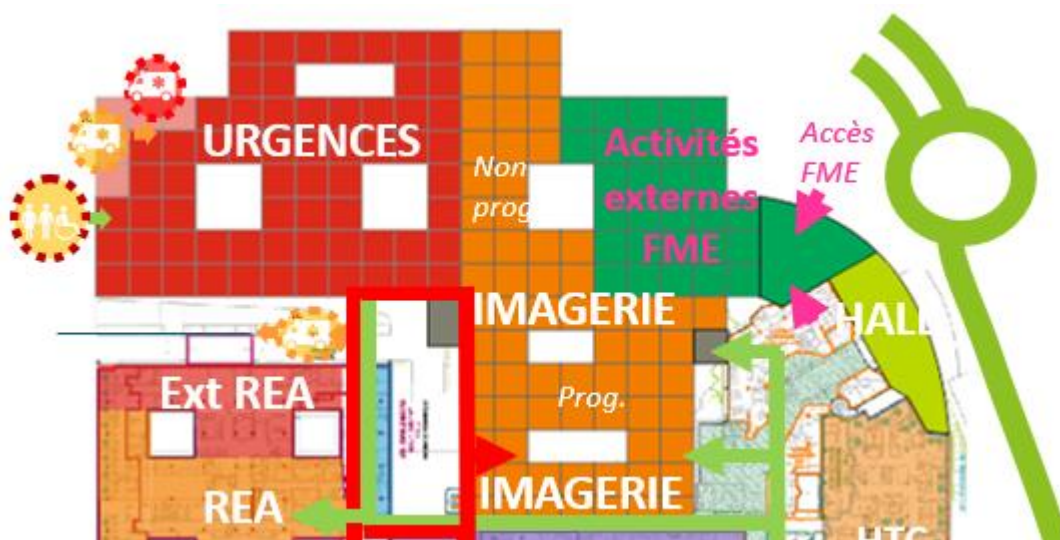 URGENCES
Non
prog
Activités
externes
FME
Accès
FME
IMAGERIE
HALL
Ext REA
Prog.
REA
IMAGERIE